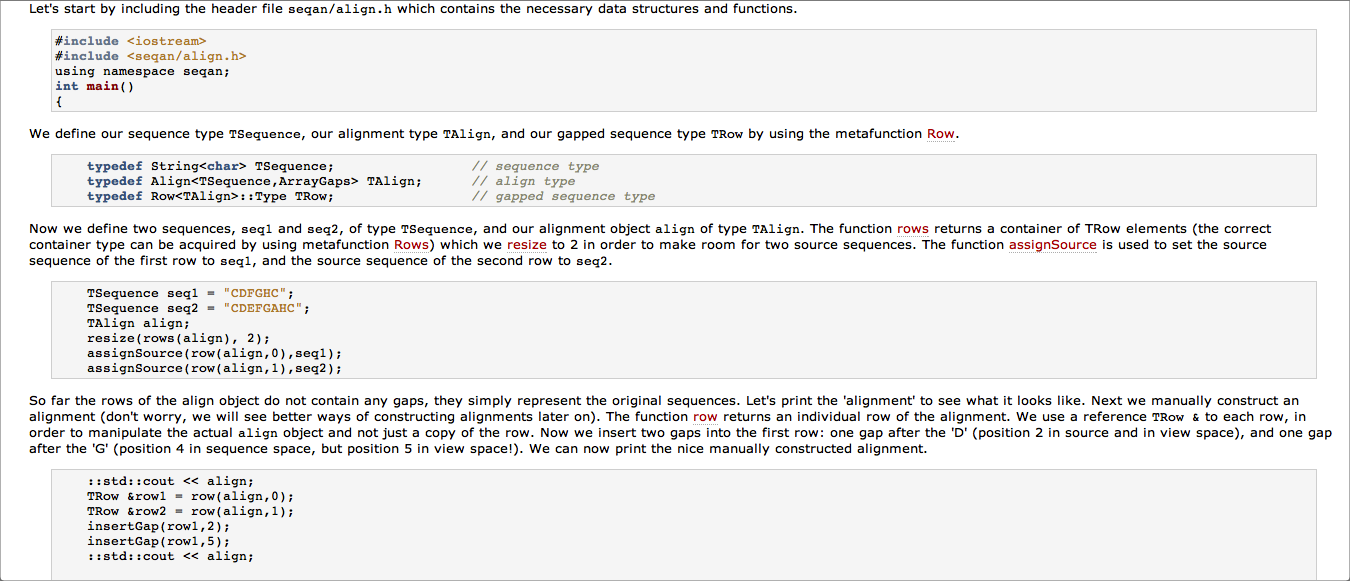 Let's start by including the header file seqan/align.h which contains the necessary data structures and functions.
#include <iostream>
#include <seqan/align.h>
using namespace seqan;
int main()
{
We define our sequence type TSequence, our alignment type TAlign, and our gapped sequence type TRow by using the metafunction Row.
typedef String<char> TSequence; // sequence type
typedef Align<TSequence,ArrayGaps> TAlign; // align type
typedef Row<TAlign>::Type TRow; // gapped sequence type
Now we define two sequences, seq1 and seq2, of type TSequence, and our alignment object align of type TAlign. The function rows returns a container of TRow elements (the correct
container type can be acquired by using metafunction Rows) which we resize to 2 in order to make room for two source sequences. The function assignSource is used to set the source
sequence of the first row to seq1, and the source sequence of the second row to seq2.
TSequence seq1 = "CDFGHC";
TSequence seq2 = "CDEFGAHC";
TAlign align;
resize(rows(align), 2);
assignSource(row(align,0),seq1);
assignSource(row(align,1),seq2);
So far the rows of the align object do not contain any gaps, they simply represent the original sequences. Let's print the 'alignment' to see what it looks like. Next we manually construct an
alignment (don't worry, we will see better ways of constructing alignments later on). The function row returns an individual row of the alignment. We use a reference TRow & to each row, in
order to manipulate the actual align object and not just a copy of the row. Now we insert two gaps into the first row: one gap after the 'D' (position 2 in source and in view space), and one gap
after the 'G' (position 4 in sequence space, but position 5 in view space!). We can now print the nice manually constructed alignment.
::std::cout << align;
TRow &row1 = row(align,0);
TRow &row2 = row(align,1);
insertGap(row1,2);
insertGap(row1,5);
::std::cout << align;